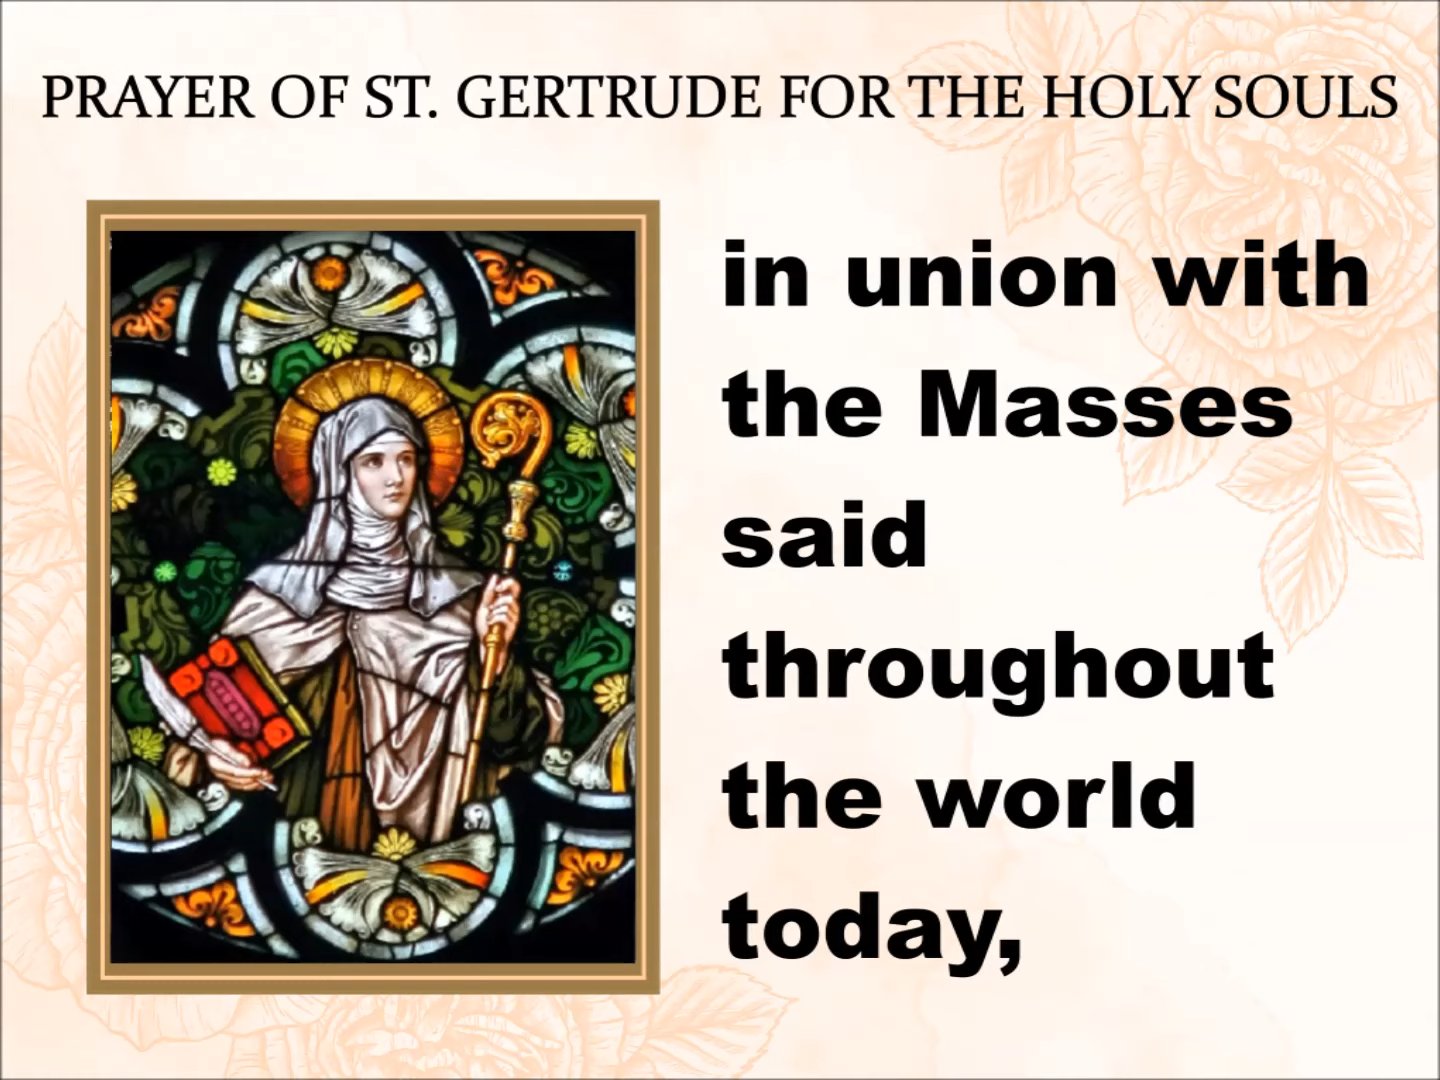 PRAYER OF ST. GERTRUDE FOR THE HOLY SOULS
in union with
the Masses
said
throughout
the world
today,